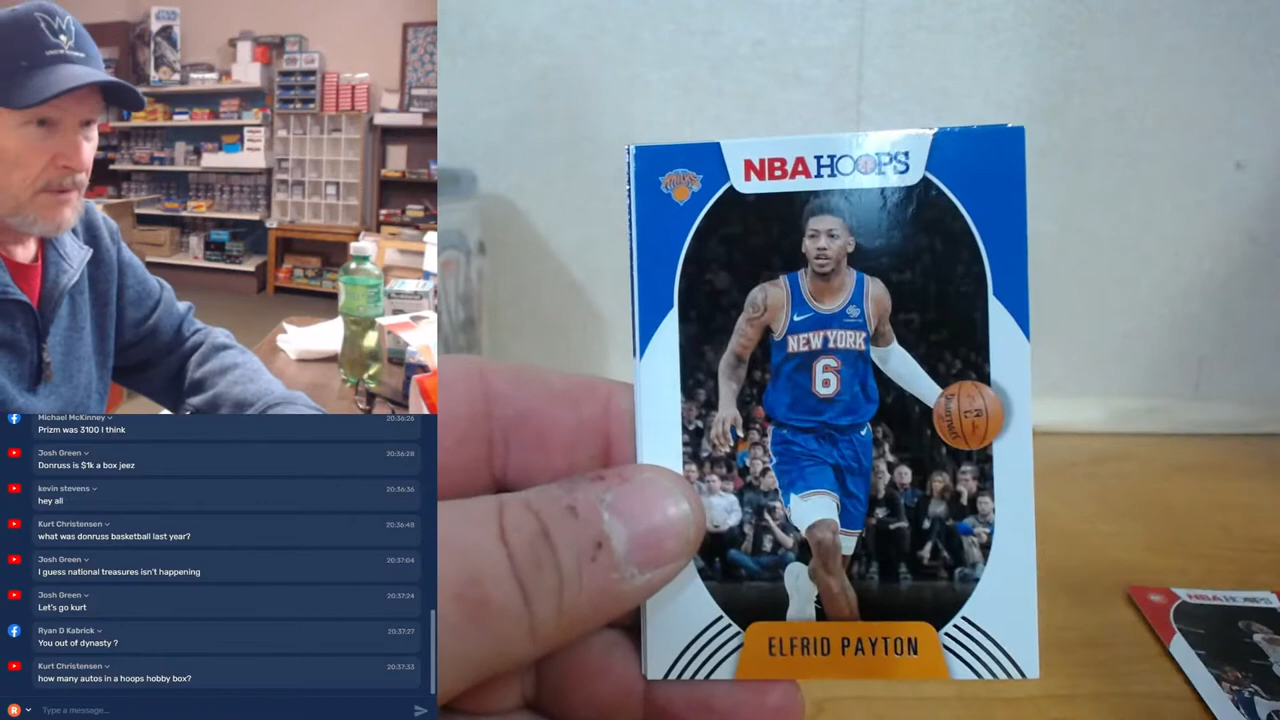 Michael McKinney
20:36:26
Prizm was 3100 I think
Josh Green
20:36:28
Donruss is $1k a box jeez
kevin stevens
20:36:36
hey all
Kurt Christensen
20:36:48
what was donruss basketball last year?
Josh Green
20:37:04
I guess national treasures isn't happening
Josh Green
20:37:24
Let's go kurt
Ryan D Kabrick
20:37:27
You out of dynasty ?
Kurt Christensen
20:37:33
how many autos in a hoops hobby box?
R
Type a message...
NBA HOOPS
NEW YORK
6
ELFRID PAYTON
NBA HOOPS